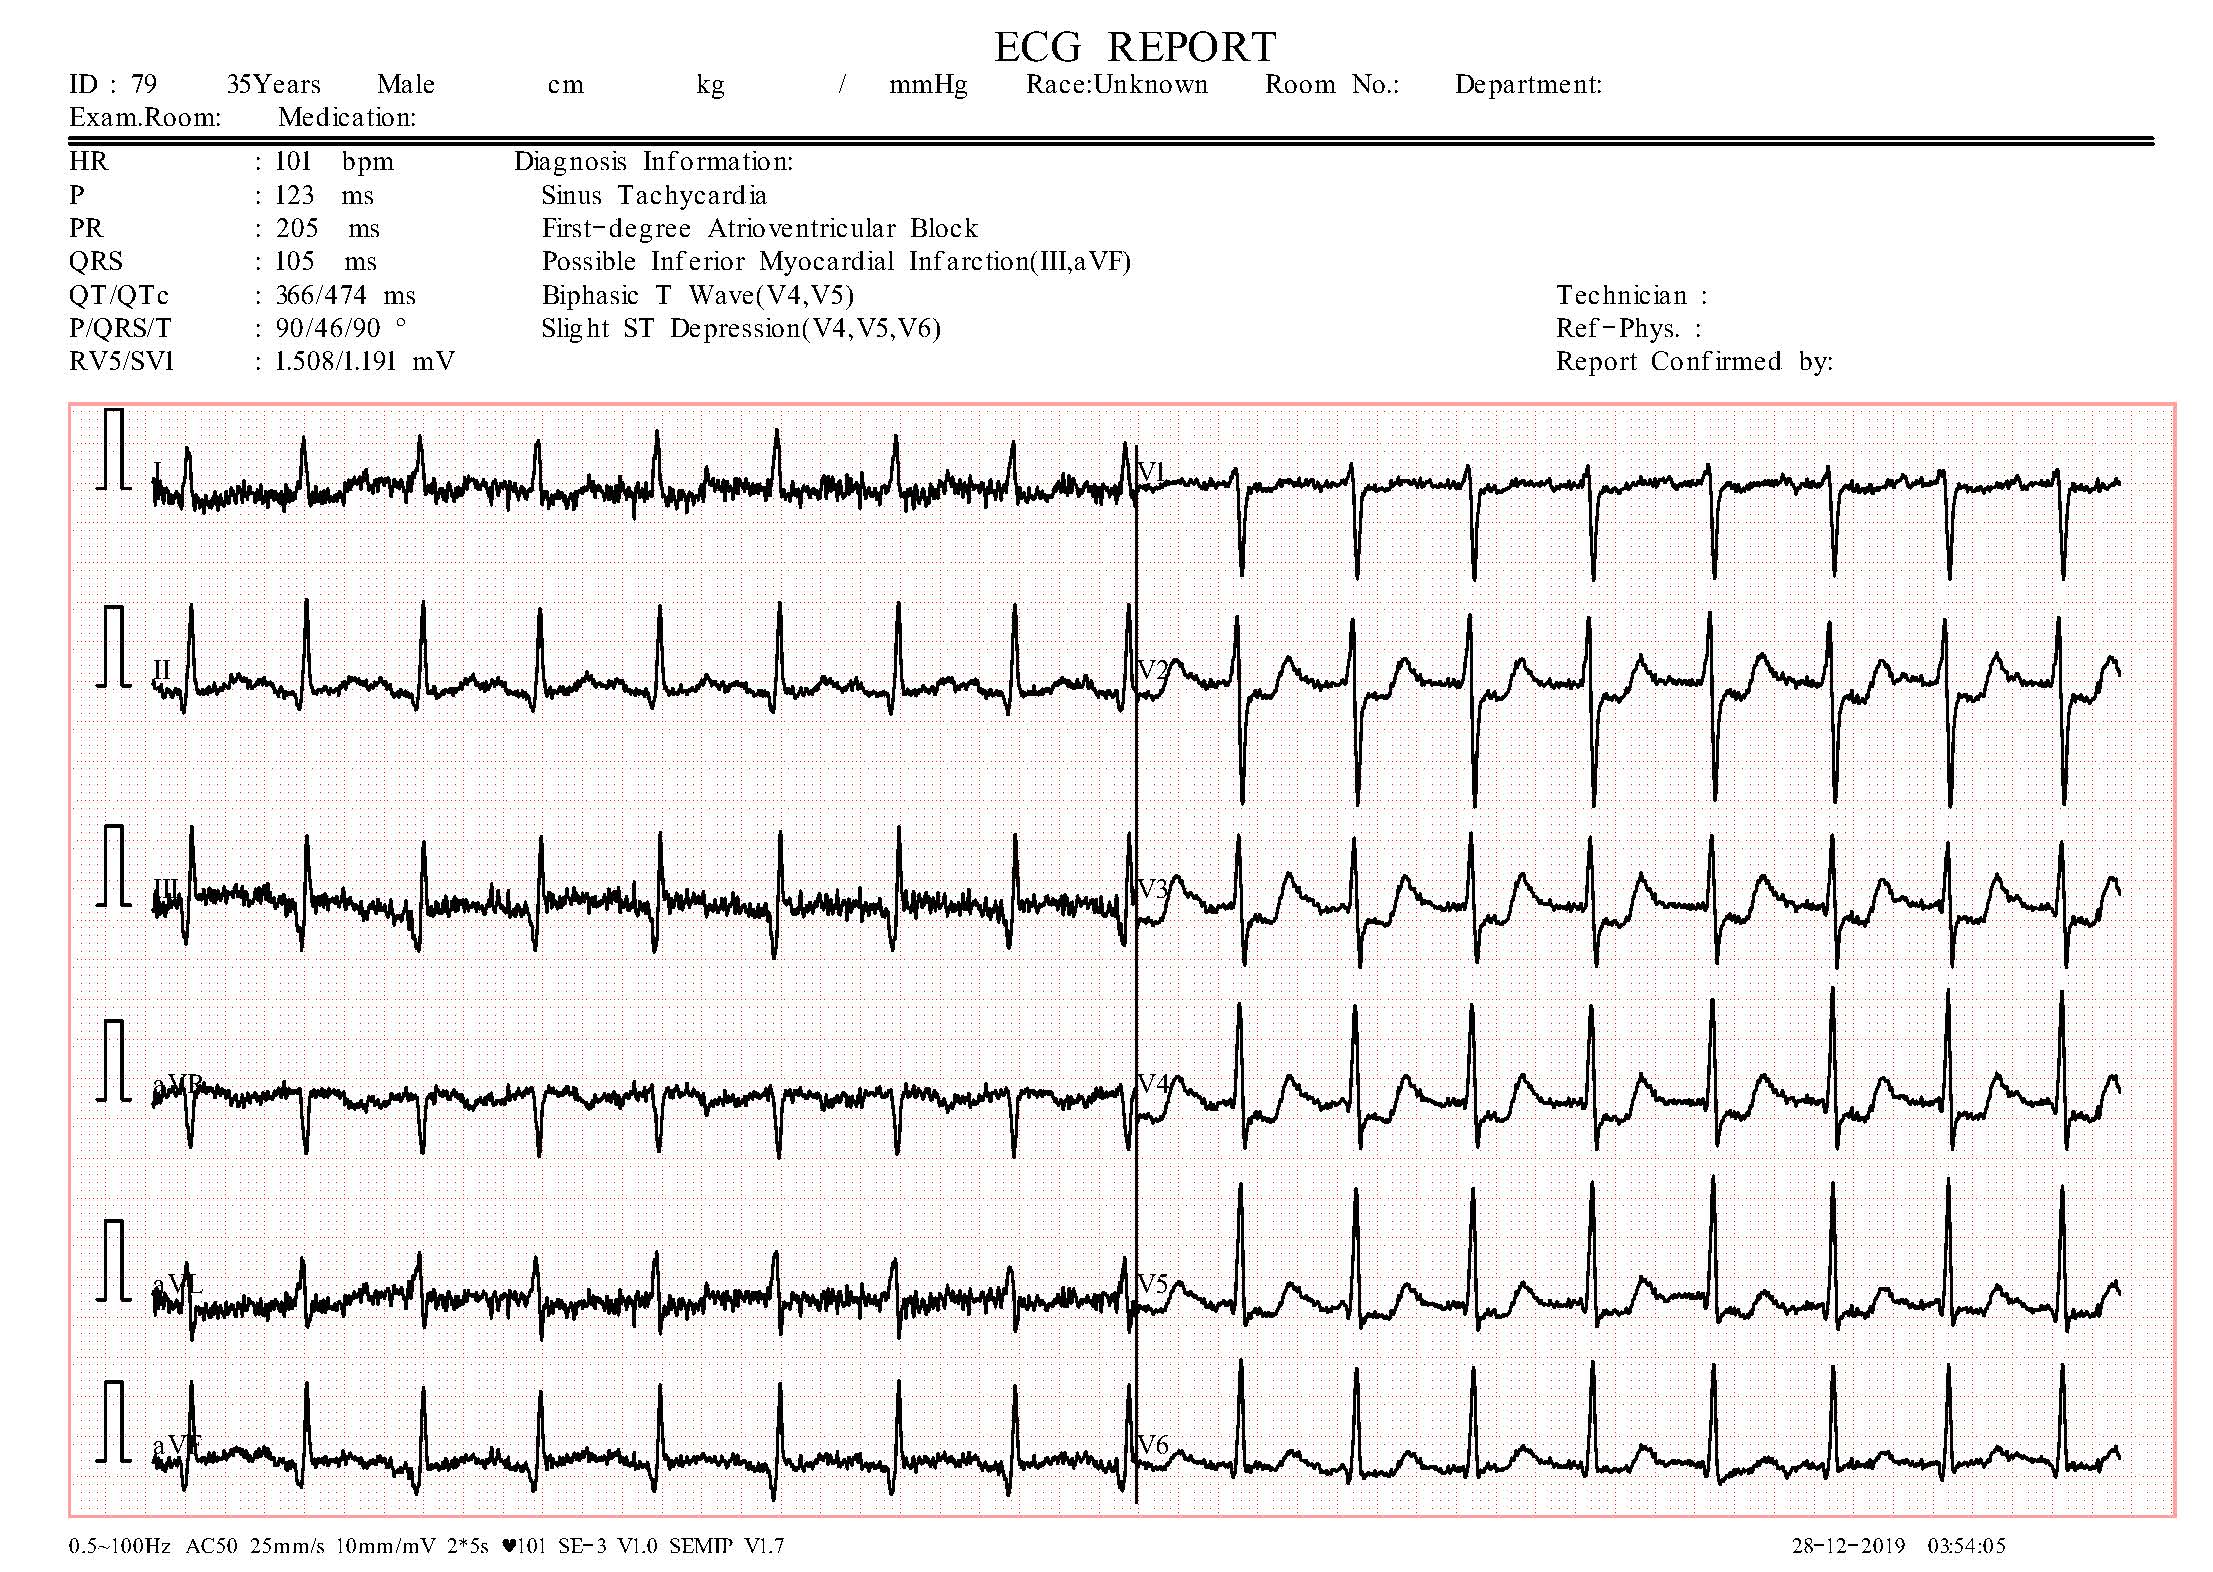 ECG REPORT
ID : 79 35Years Male cm kg / mmHg Race:Unknown Room No.: Department:
Exam.Room: Medication:
HR : 101 bpm Diagnosis Information:
P : 123 ms Sinus Tachycardia
PR : 205 ms First-degree Atrioventricular Block
QRS : 105 ms Possible Inferior Myocardial Infarction(III,aVF)
QT/QTc : 366/474 ms Biphasic T Wave(V4,V5) Technician :
P/QRS/T : 90/46/90 ° Slight ST Depression(V4,V5,V6) Ref-Phys. :
RV5/SV1 : 1.508/1.191 mV Report Confirmed by:
I V1
II V2
III V3
aVR V4
aVL V5
aVF V6
0.5~100Hz AC50 25mm/s 10mm/mV 2*5s ♥101 SE-3 V1.0 SEMIP V1.7 28-12-2019 03:54:05